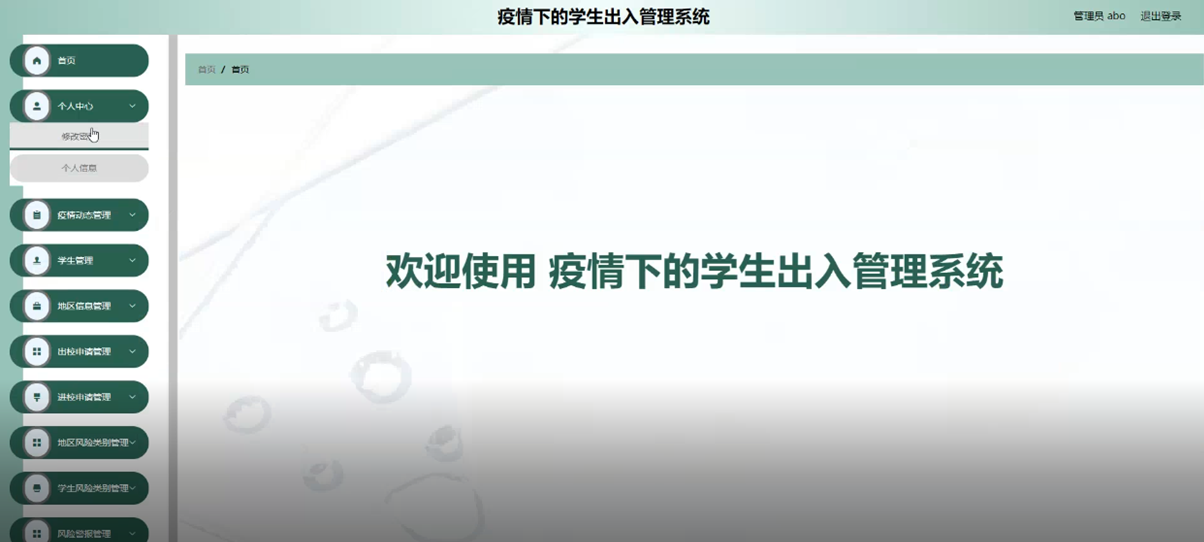 疫情下的学生出入管理系统
管理员 abo 退出登录
首页
首页 / 首页
个人中心
修改密
个人信息
疫情动态管理
学生管理
地区信息管理
出校申请管理
进校申请管理
地区风险类别管理
学生风险类别管理
风险警报管理
欢迎使用 疫情下的学生出入管理系统